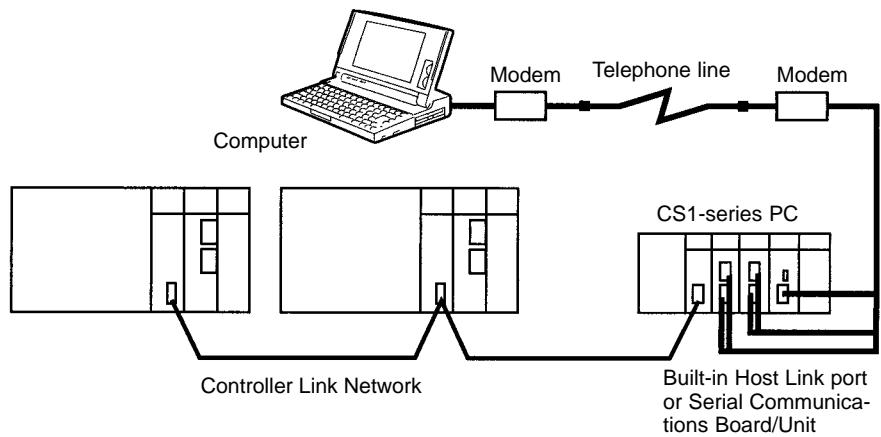 Modem
Telephone line
Modem
Computer
CS1-series PC
Controller Link Network
Built-in Host Link port
or Serial Communica-
tions Board/Unit